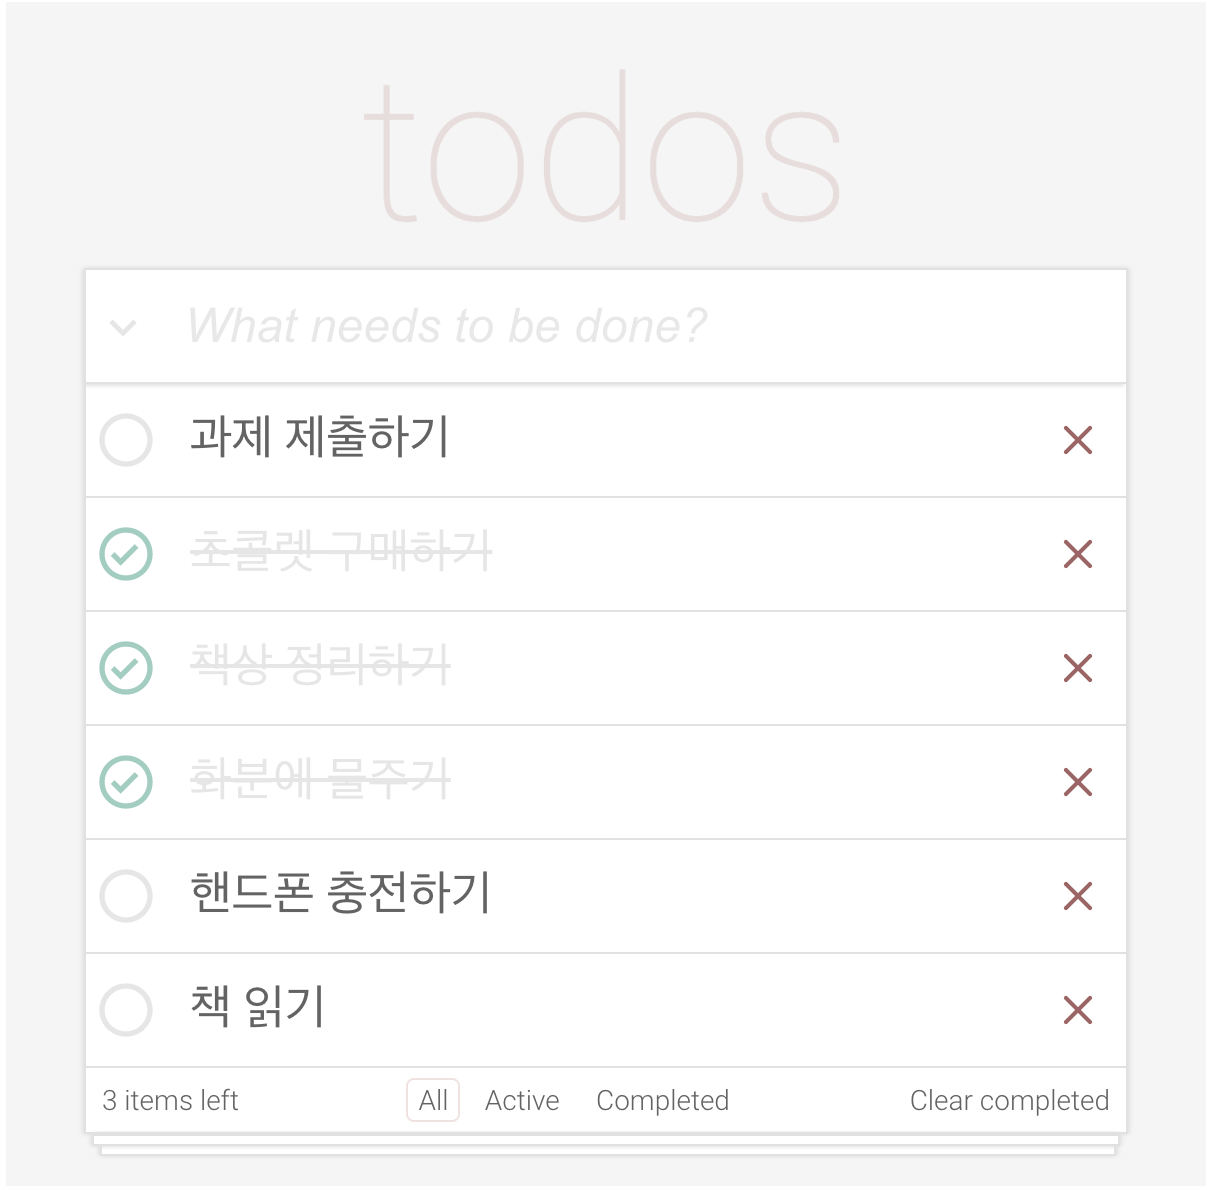 todos
What needs to be done?
과제 제출하기
초콜렛 구매하기
책상 정리하기
화분에 물주기
핸드폰 충전하기
책 읽기
3 items left All Active Completed Clear completed